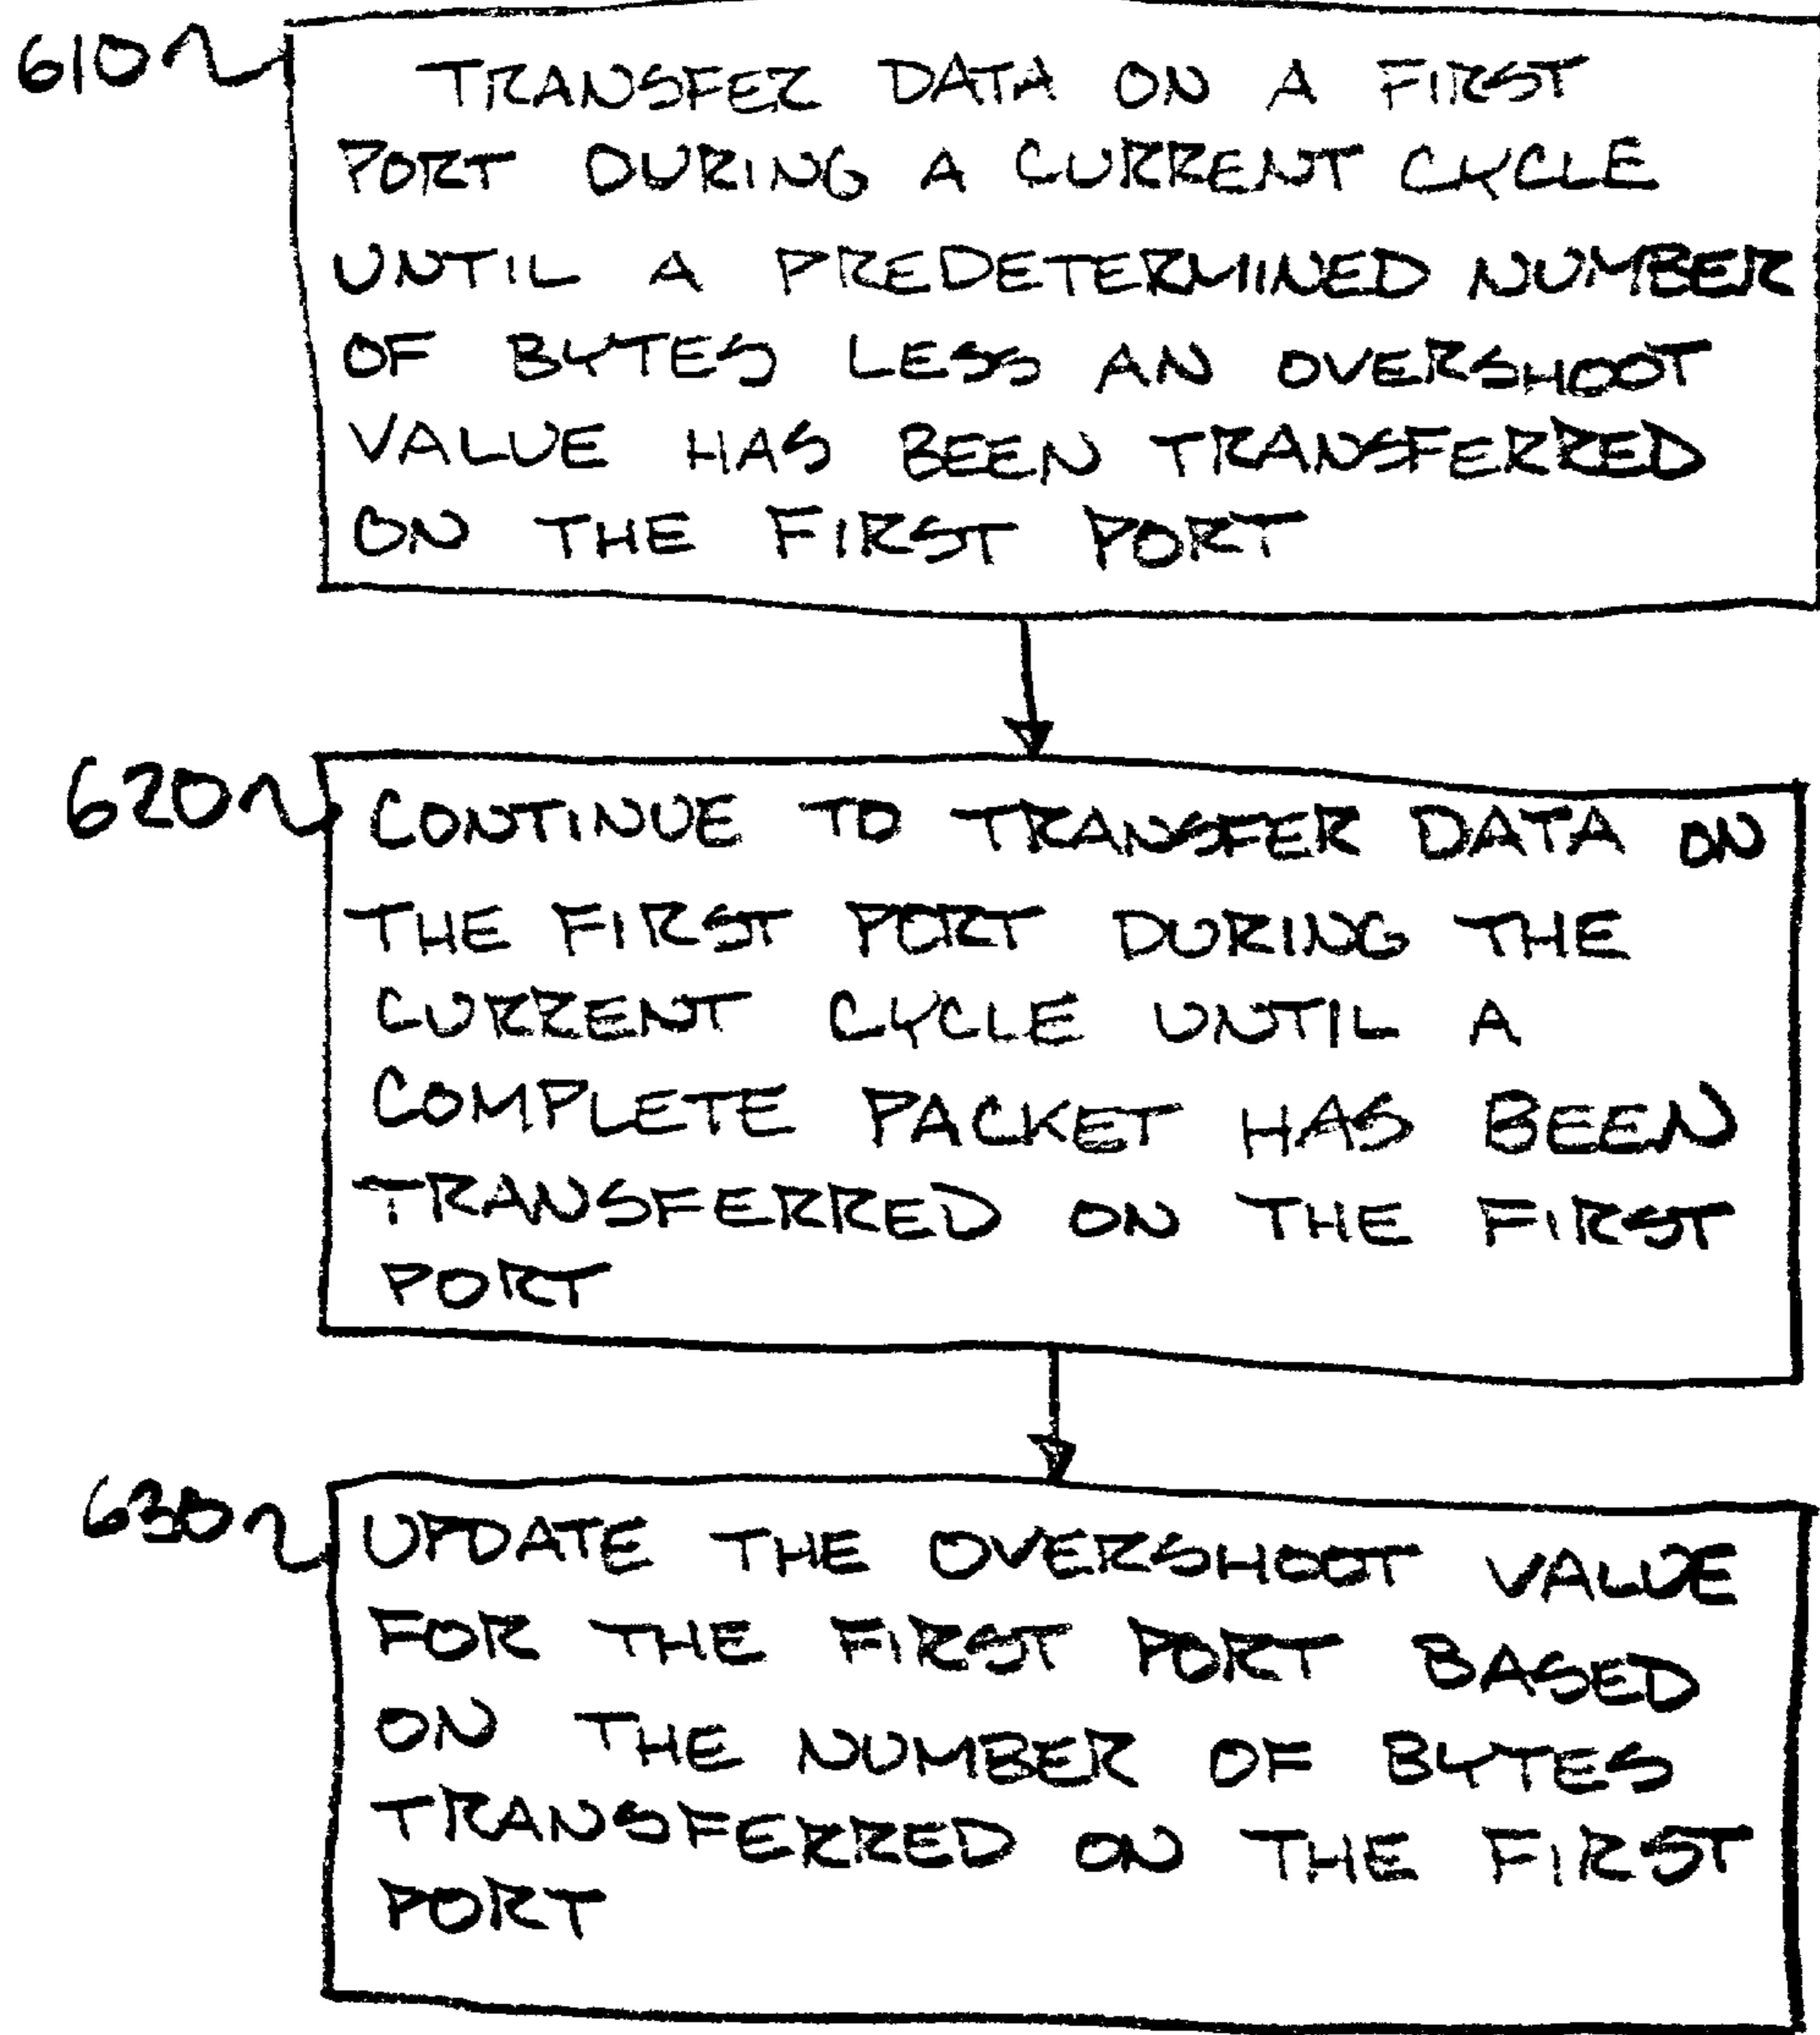 610
TRANSFER DATA ON A FIRST
PORT DURING A CURRENT CYCLE
UNTIL A PREDETERMINED NUMBER
OF BYTES LESS AN OVERSHOOT
VALUE HAS BEEN TRANSFERRED
ON THE FIRST PORT
620
CONTINUE TO TRANSFER DATA ON
THE FIRST PORT DURING THE
CURRENT CYCLE UNTIL A
COMPLETE PACKET HAS BEEN
TRANSFERRED ON THE FIRST
PORT
630
UPDATE THE OVERSHOOT VALUE
FOR THE FIRST PORT BASED
ON THE NUMBER OF BYTES
TRANSFERRED ON THE FIRST
PORT